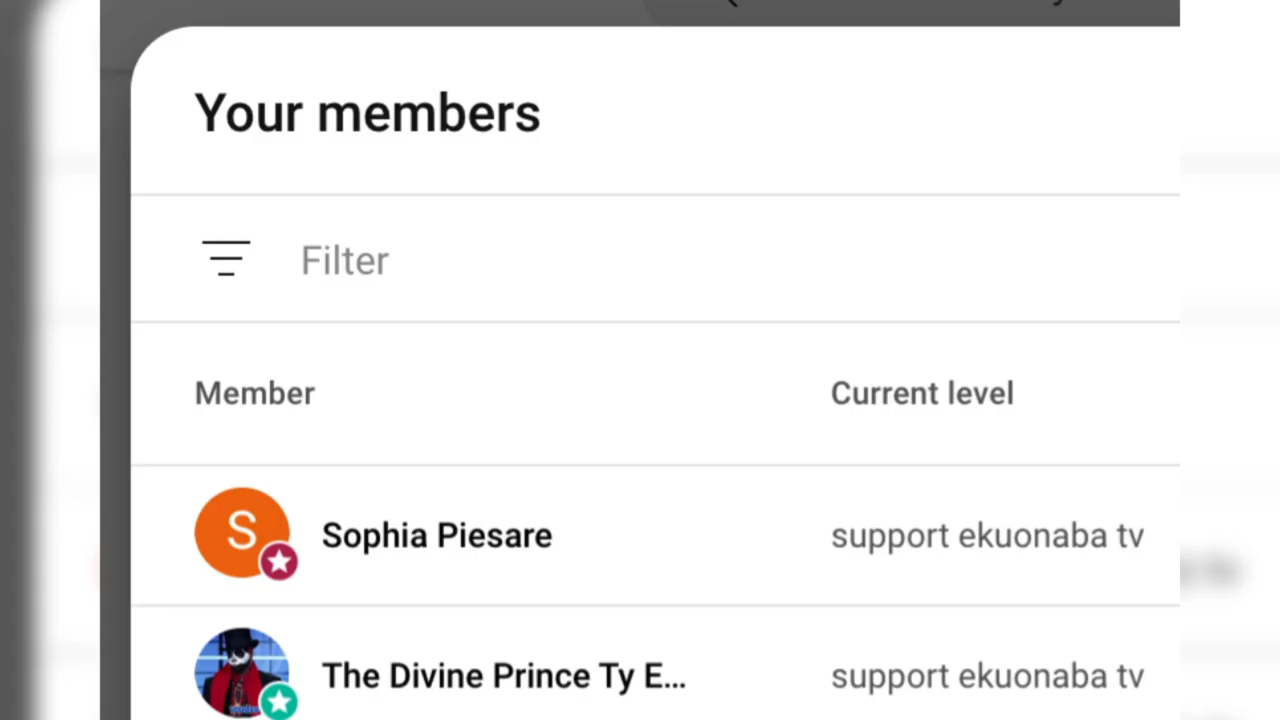 Your members
Filter
Member Current level
S Sophia Piesare support ekuonaba tv
The Divine Prince Ty E... support ekuonaba tv